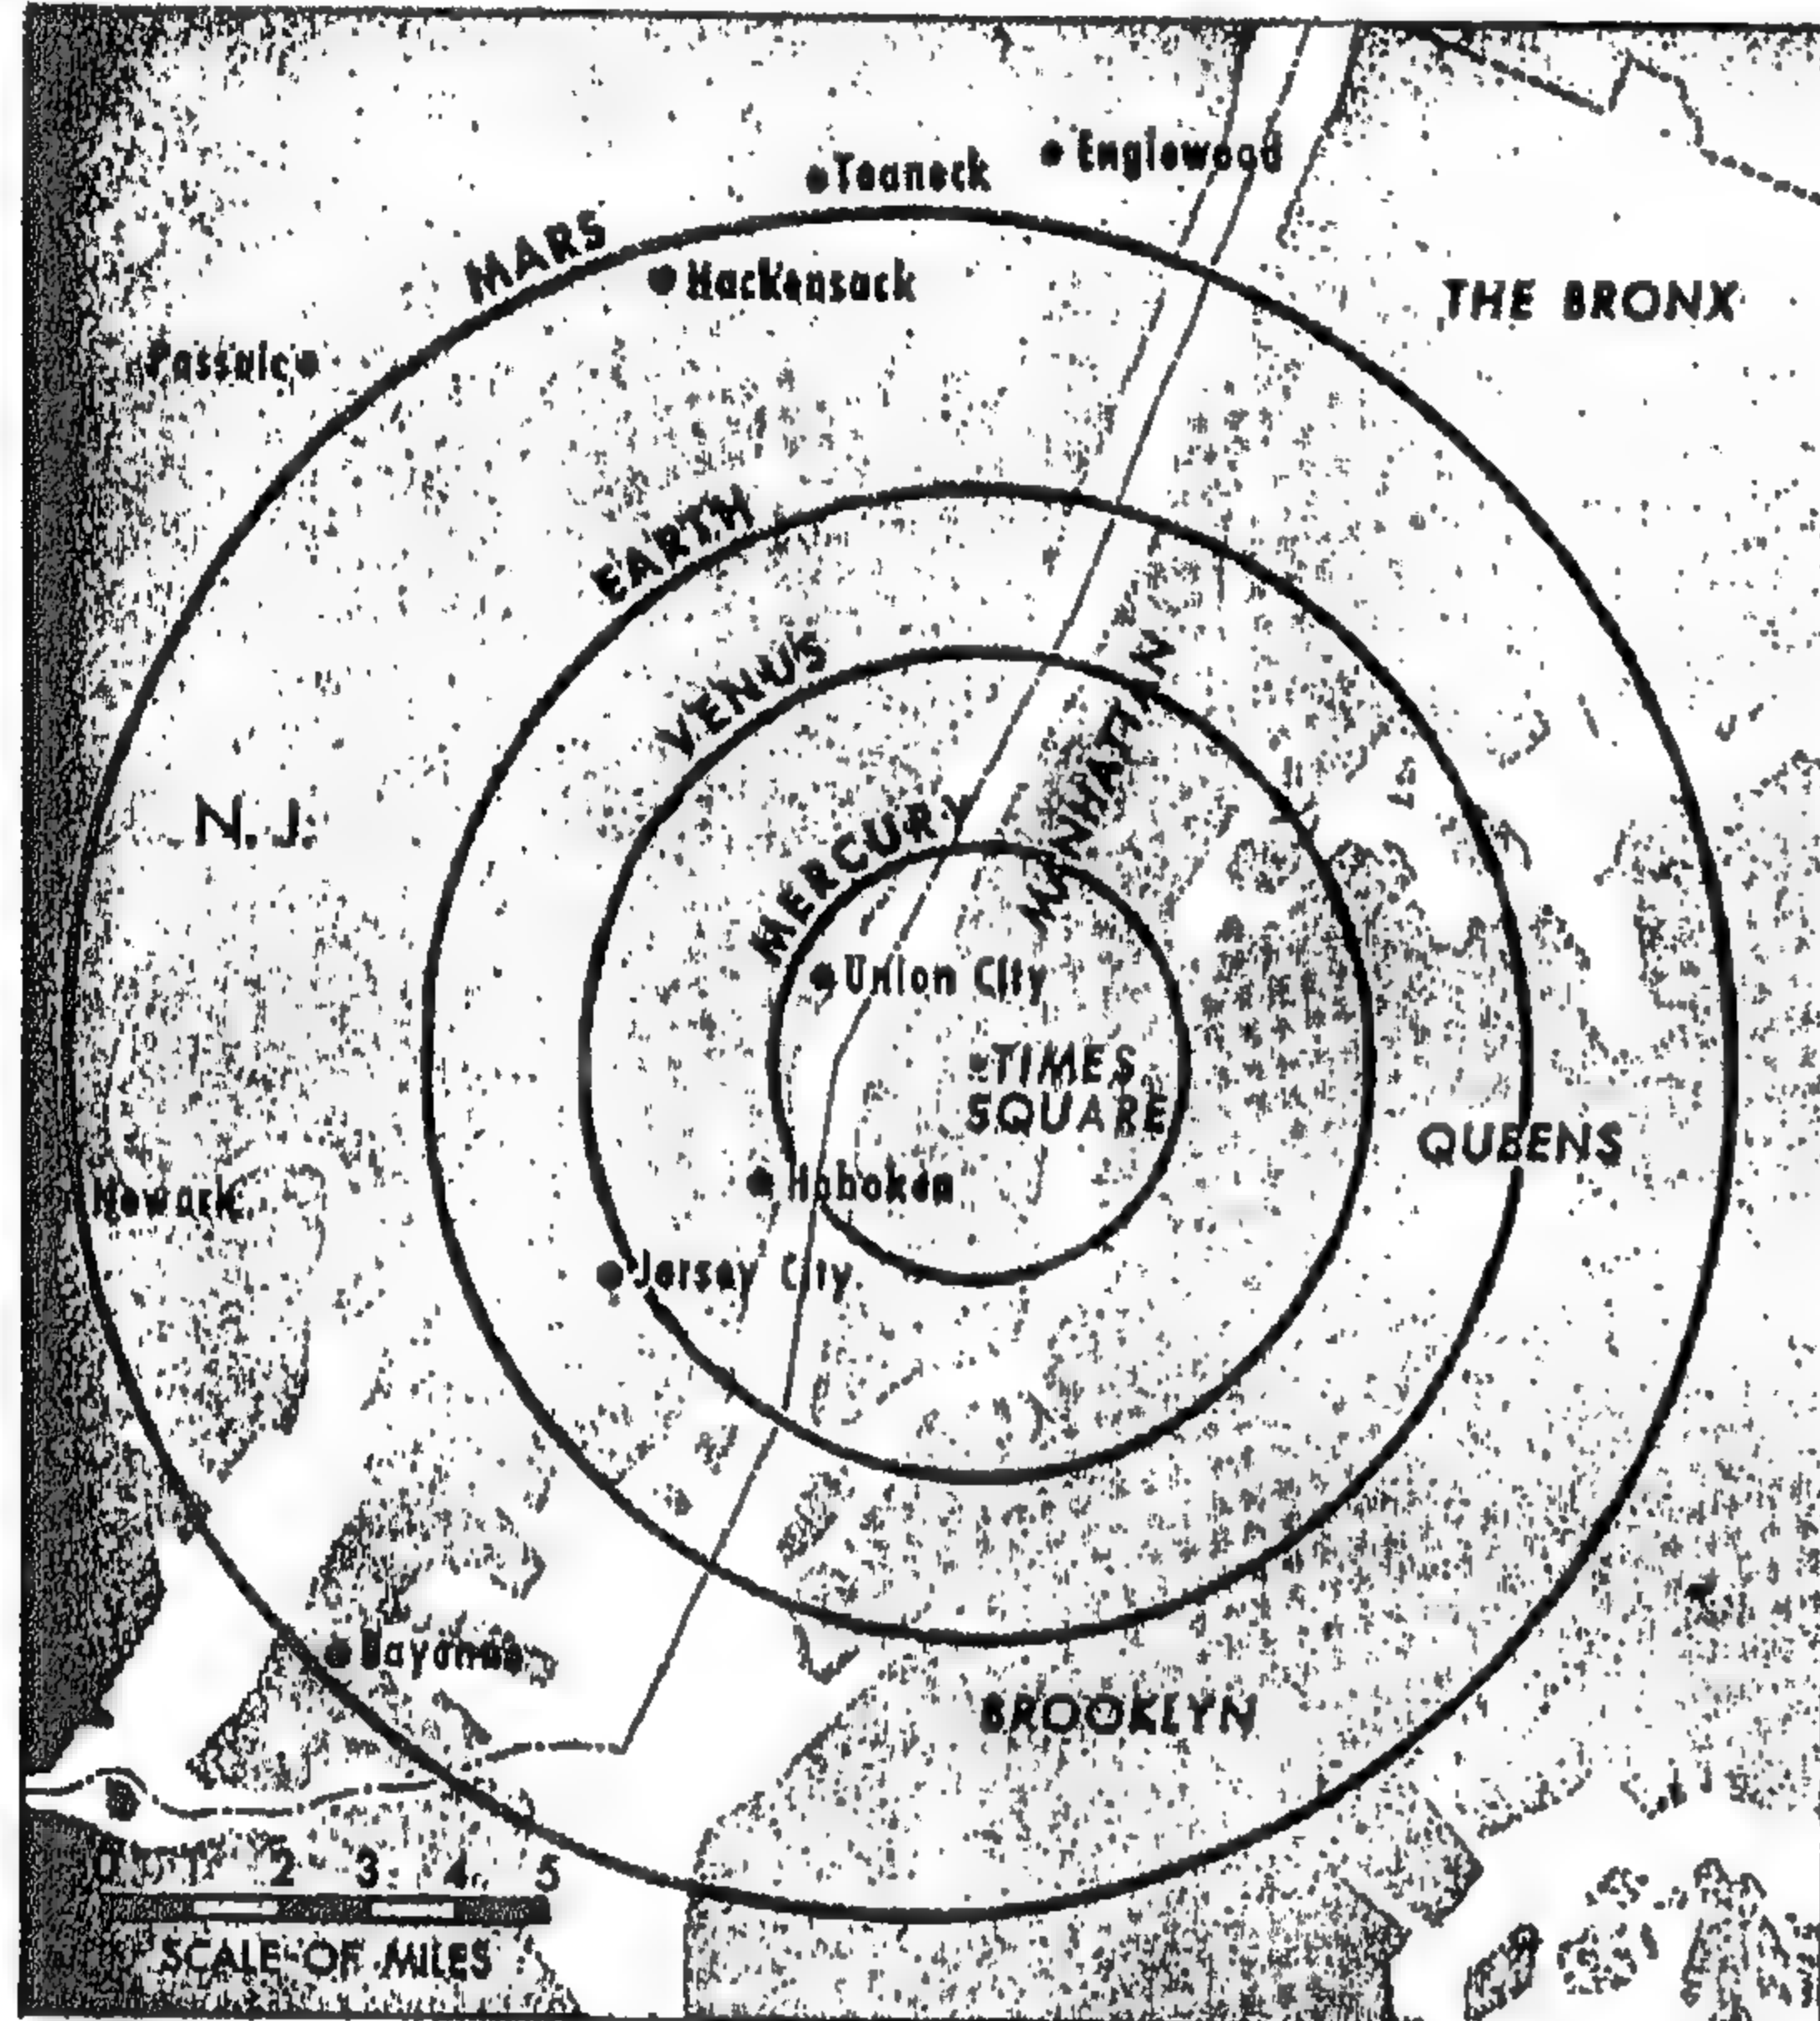 Teaneck
Englewood
MARS
Hackensack
THE BRONX
Passaic
EARTH
VENUS
MANHATTAN
N. J.
MERCURY
Union City
TIMES
SQUARE
QUEENS
Hoboken
Newark
Jersey City
Bayonne
BROOKLYN
0 1 2 3 4 5
SCALE OF MILES